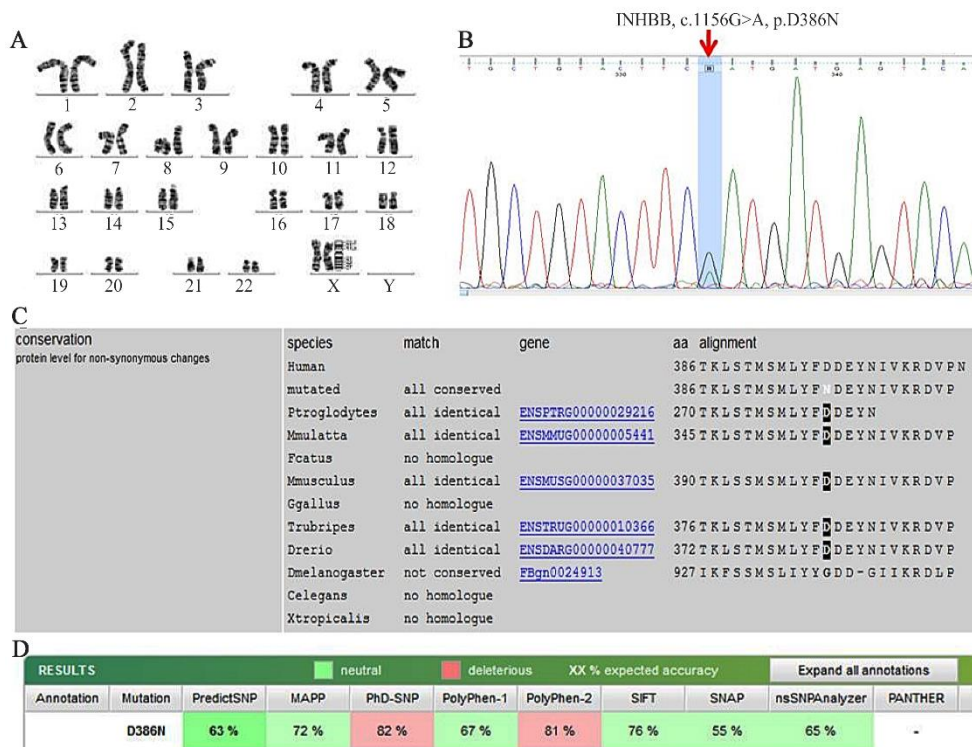 INHBB, c.1156G>A, p.D386N
A
B
1 2 3 4 5
6 7 8 9 10 11 12
13 14 15 16 17 18
19 20 21 22 X Y
T G C T G T A C T T C N A T G A T G A G T A C A
330 340
C
conservation
protein level for non-synonymous changes
species match gene aa alignment
Human 386 T K L S T M S M L Y F D D E Y N I V K R D V P N
mutated all conserved 386 T K L S T M S M L Y F N D E Y N I V K R D V P
Ptroglodytes all identical ENSPTRG00000029216 270 T K L S T M S M L Y F D D E Y N
Mmulatta all identical ENSMMUG00000005441 345 T K L S T M S M L Y F D D E Y N I V K R D V P
Fcatus no homologue
Mmusculus all identical ENSMUSG00000037035 390 T K L S S M S M L Y F D D E Y N I V K R D V P
Ggallus no homologue
Trubripes all identical ENSTRUG00000010366 376 T K L S T M S M L Y F D D E Y N I V K R D V P
Drerio all identical ENSDARG00000040777 372 T K L S T M S M L Y F D D E Y N I V K R D V P
Dmelanogaster not conserved FBgn0024913 927 I K F S S M S L I Y Y G D D - G I I K R D L P
Celegans no homologue
Xtropicalis no homologue
D
RESULTS neutral deleterious XX % expected accuracy Expand all annotations
Annotation Mutation PredictSNP MAPP PhD-SNP PolyPhen-1 PolyPhen-2 SIFT SNAP nsSNPAnalyzer PANTHER
D386N 63 % 72 % 82 % 67 % 81 % 76 % 55 % 65 % -